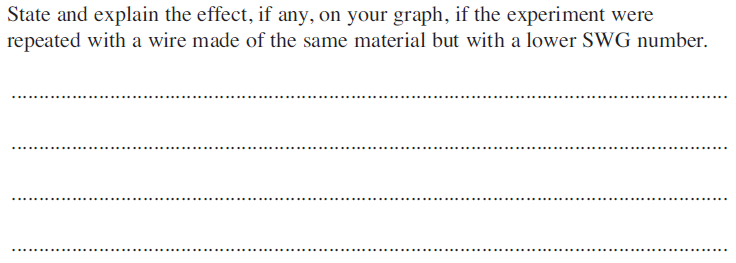 State and explain the effect, if any, on your graph, if the experiment were
repeated with a wire made of the same material but with a lower SWG number.